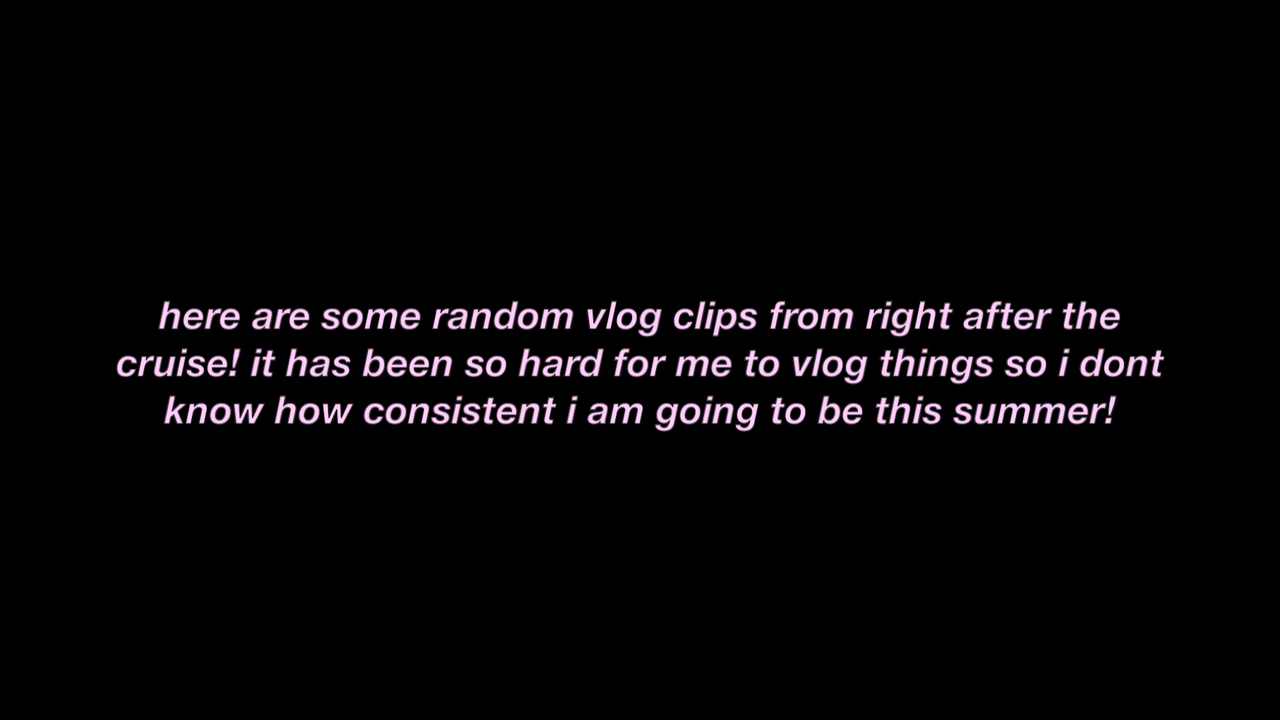 here are some random vlog clips from right after the
cruise! it has been so hard for me to vlog things so i dont
know how consistent i am going to be this summer!